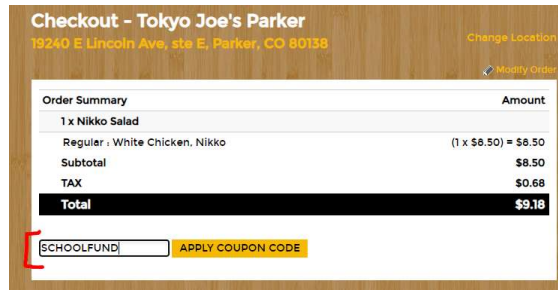 Checkout - Tokyo Joe's Parker
19240 E Lincoln Ave, ste E, Parker, CO 80138
Change Location
Modify Order
Order Summary Amount
1 x Nikko Salad
Regular : White Chicken, Nikko (1 x $8.50) = $8.50
Subtotal $8.50
TAX $0.68
Total $9.18
SCHOOLFUND APPLY COUPON CODE